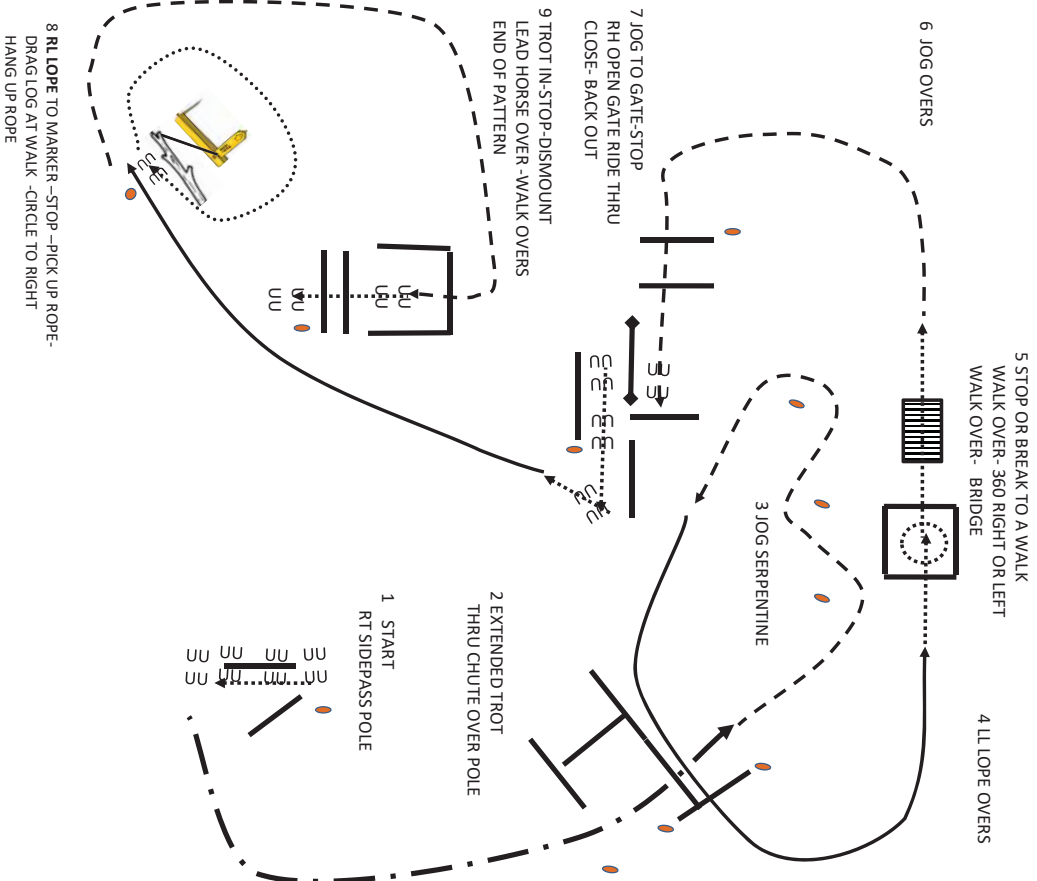 1 START
RT SIDEPASS POLE
2 EXTENDED TROT
THRU CHUTE OVER POLE
3 JOG SERPENTINE
4 LL LOPE OVERS
5 STOP OR BREAK TO A WALK
WALK OVER- 360 RIGHT OR LEFT
WALK OVER- BRIDGE
6 JOG OVERS
7 JOG TO GATE-STOP
RH OPEN GATE RIDE THRU
CLOSE- BACK OUT
8 RL LOPE TO MARKER –STOP –PICK UP ROPE-
DRAG LOG AT WALK -CIRCLE TO RIGHT
HANG UP ROPE
9 TROT IN-STOP-DISMOUNT
LEAD HORSE OVER -WALK OVERS
END OF PATTERN